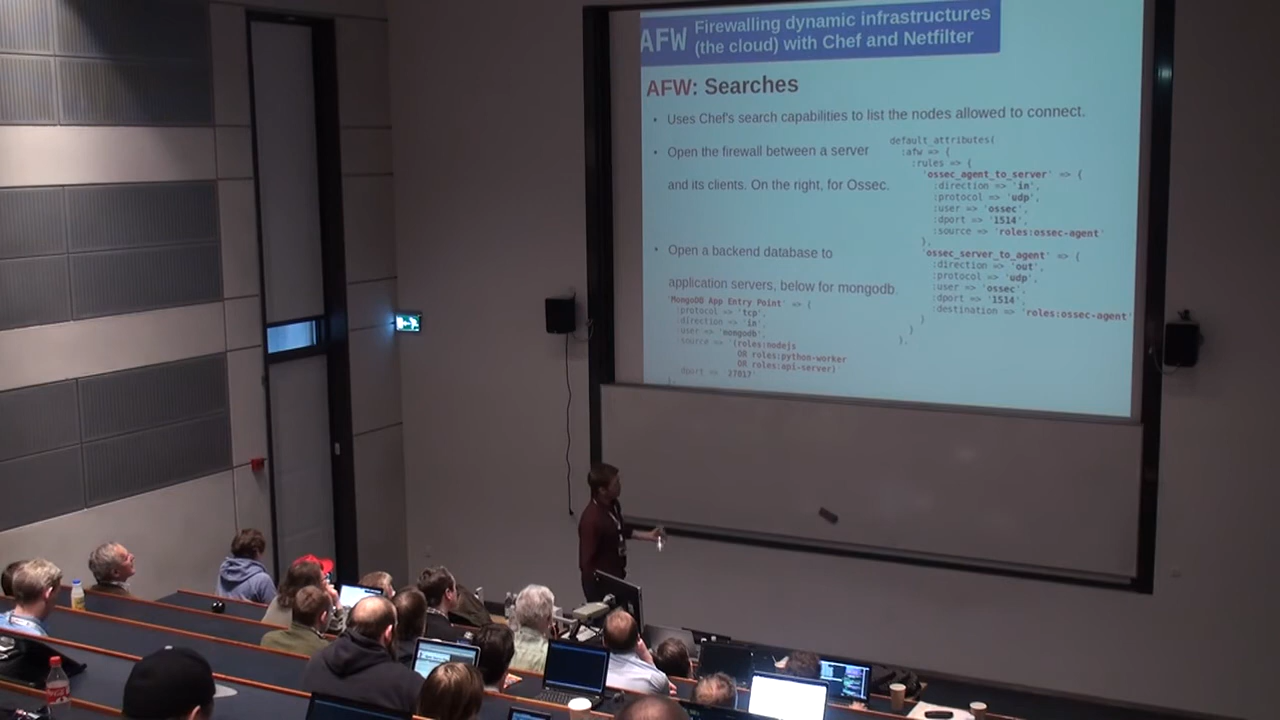 AFW
Firewalling dynamic infrastructures
(the cloud) with Chef and Netfilter
AFW: Searches
• Uses Chef's search capabilities to list the nodes allowed to connect.
• Open the firewall between a server
and its clients. On the right, for Ossec.
• Open a backend database to
application servers, below for mongodb.
'MongoDB App Entry Point' => {
:protocol => 'tcp',
:direction => 'in',
:user => 'mongodb',
:source => '(roles:nodejs
OR roles:python-worker
OR roles:api-server)
:dport => '27017'
default_attributes(
:afw => {
:rules => {
'ossec_agent_to_server' => {
:direction => 'in',
:protocol => 'udp',
:user => 'ossec',
:dport => '1514',
:source => 'roles:ossec-agent'
},
'ossec_server_to_agent' => {
:direction => 'out',
:protocol => 'udp',
:user => 'ossec',
:dport => '1514',
:destination => 'roles:ossec-agent'
}
}
},